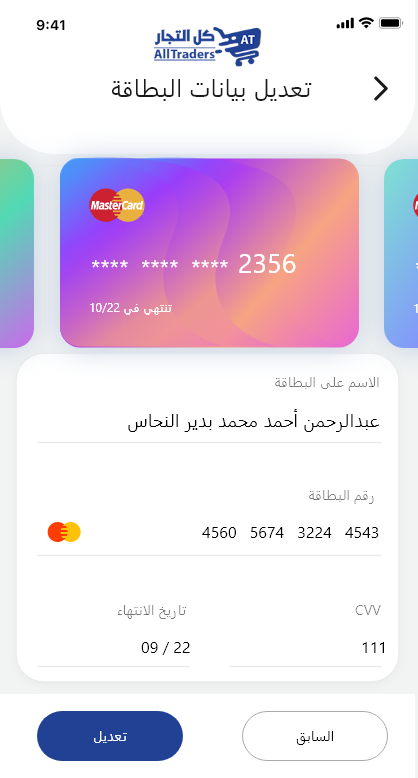 9:41
كل التجار
AT
AllTraders
تعديل بيانات البطاقة
MasterCard
**** **** **** 2356
تنتهي في 10/22
الاسم على البطاقة
عبدالرحمن أحمد محمد بدير النحاس
رقم البطاقة
4560 5674 3224 4543
CVV
تاريخ الانتهاء
111
09 / 22
السابق
تعديل